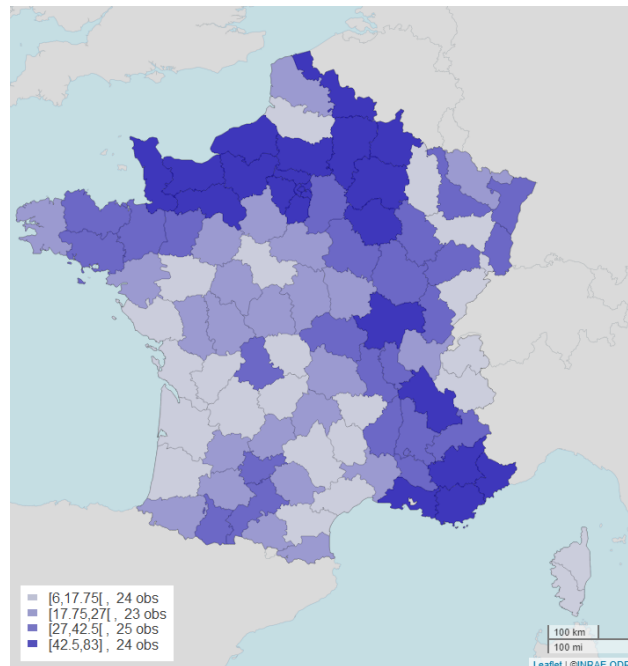 [6,17.75[ , 24 obs
[17.75,27[ , 23 obs
[27,42.5[ , 25 obs
[42.5,83] , 24 obs
100 km
100 mi
Leaflet | ©INRAE ODR